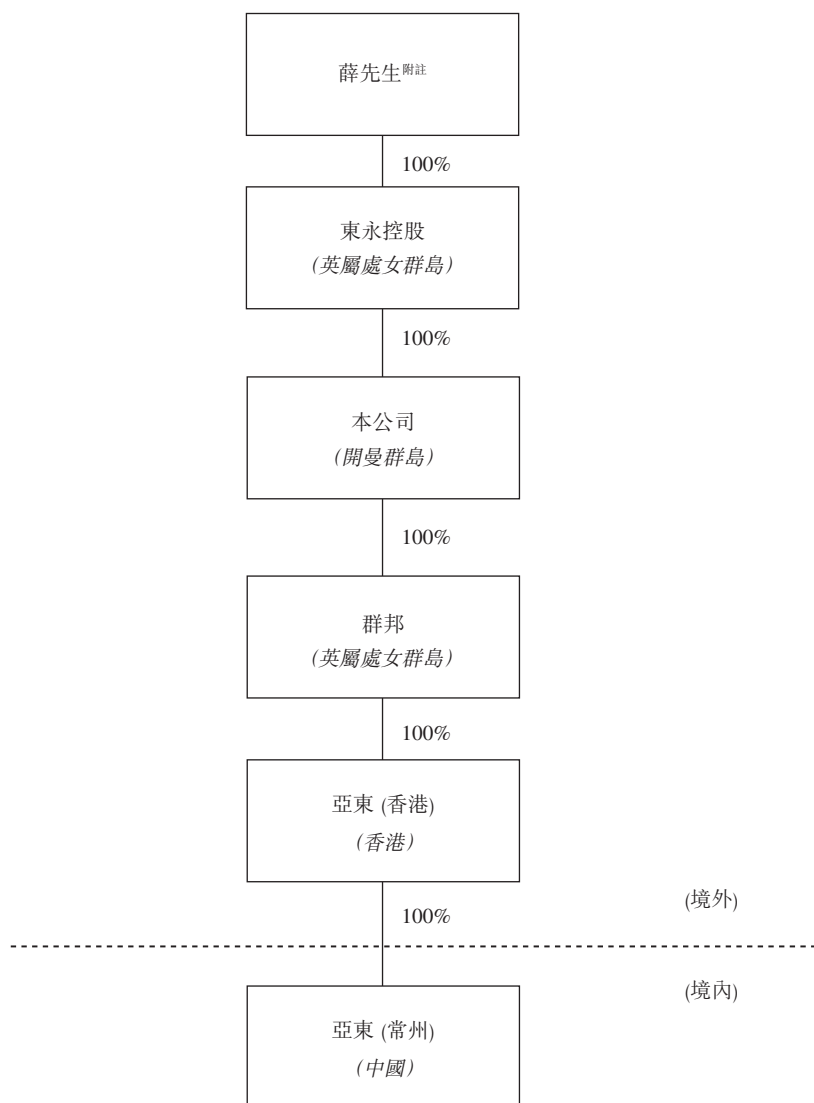 薛先生附註
100%
東永控股
(英屬處女群島)
100%
本公司
(開曼群島)
100%
群邦
(英屬處女群島)
100%
亞東 (香港)
(香港)
100%
(境外)
(境內)
亞東 (常州)
(中國)